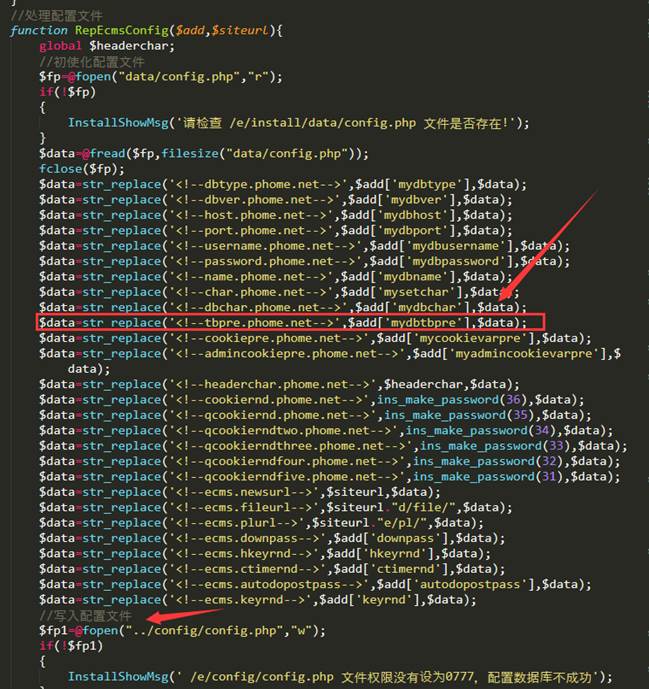 }
//处理配置文件
function RepEcmsConfig($add,$siteurl){
global $headerchar;
//初使化配置文件
$fp=@fopen("data/config.php","r");
if(!$fp)
{
InstallShowMsg('请检查 /e/install/data/config.php 文件是否存在!');
}
$data=@fread($fp,filesize("data/config.php"));
fclose($fp);
$data=str_replace('<!--dbtype.phome.net-->',$add['mydbtype'],$data);
$data=str_replace('<!--dbver.phome.net-->',$add['mydbver'],$data);
$data=str_replace('<!--host.phome.net-->',$add['mydbhost'],$data);
$data=str_replace('<!--port.phome.net-->',$add['mydbport'],$data);
$data=str_replace('<!--username.phome.net-->',$add['mydbusername'],$data);
$data=str_replace('<!--password.phome.net-->',$add['mydbpassword'],$data);
$data=str_replace('<!--name.phome.net-->',$add['mydbname'],$data);
$data=str_replace('<!--char.phome.net-->',$add['mysetchar'],$data);
$data=str_replace('<!--dbchar.phome.net-->',$add['mydbchar'],$data);
$data=str_replace('<!--tbpre.phome.net-->',$add['mydbtbpre'],$data);
$data=str_replace('<!--cookiepre.phome.net-->',$add['mycookievarpre'],$data);
$data=str_replace('<!--admincookiepre.phome.net-->',$add['myadmincookievarpre'],$
data);
$data=str_replace('<!--headerchar.phome.net-->',$headerchar,$data);
$data=str_replace('<!--cookiernd.phome.net-->',ins_make_password(36),$data);
$data=str_replace('<!--qcookiernd.phome.net-->',ins_make_password(35),$data);
$data=str_replace('<!--qcookierndtwo.phome.net-->',ins_make_password(34),$data);
$data=str_replace('<!--qcookierndthree.phome.net-->',ins_make_password(33),$data);
$data=str_replace('<!--qcookierndfour.phome.net-->',ins_make_password(32),$data);
$data=str_replace('<!--qcookierndfive.phome.net-->',ins_make_password(31),$data);
$data=str_replace('<!--ecms.newsurl-->',$siteurl,$data);
$data=str_replace('<!--ecms.fileurl-->',$siteurl."d/file/",$data);
$data=str_replace('<!--ecms.plurl-->',$siteurl."e/pl/",$data);
$data=str_replace('<!--ecms.downpass-->',$add['downpass'],$data);
$data=str_replace('<!--ecms.hkeyrnd-->',$add['hkeyrnd'],$data);
$data=str_replace('<!--ecms.ctimernd-->',$add['ctimernd'],$data);
$data=str_replace('<!--ecms.autodopostpass-->',$add['autodopostpass'],$data);
$data=str_replace('<!--ecms.keyrnd-->',$add['keyrnd'],$data);
//写入配置文件
$fp1=@fopen("../config/config.php","w");
if(!$fp1)
{
InstallShowMsg(' /e/config/config.php 文件权限没有设为0777, 配置数据库不成功');